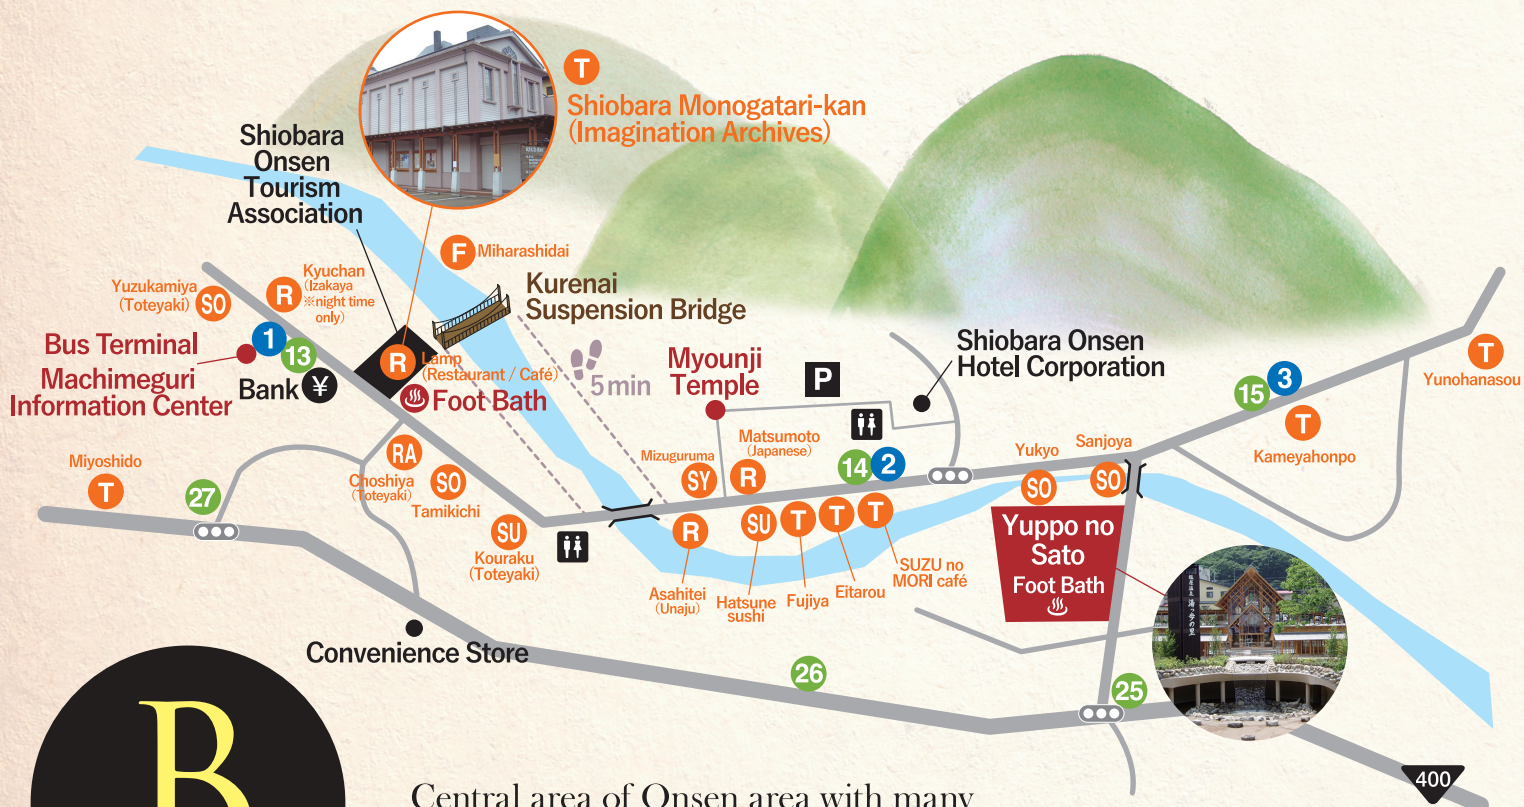 T
Shiobara Monogatari-kan
(Imagination Archives)
Shiobara
Onsen
Tourism
Association
F
Miharashidai
Kurenai
Suspension Bridge
Yuzukamiya
(Toteyaki)
SO
R
Kyuchan
(Izakaya
※night time
only)
Bus Terminal
Machimeguri
Information Center
1
13
Bank
¥
R
Lamp
(Restaurant / Café)
Foot Bath
5 min
Myounji
Temple
P
Shiobara Onsen
Hotel Corporation
15
3
T
Kameyahonpo
T
Yunohanasou
Miyoshido
T
27
RA
Choshiya
(Toteyaki)
SO
Tamikichi
SU
Kouraku
(Toteyaki)
Mizuguruma
SY
Matsumoto
(Japanese)
R
14
2
Yukyo
SO
Sanjoya
SO
R
Asahitei
(Unaju)
SU
Hatsune
sushi
T
Fujiya
T
Eitarou
T
SUZU no
MORI café
Yuppo no
Sato
Foot Bath
Convenience Store
26
25
400
B
Central area of Onsen area with many